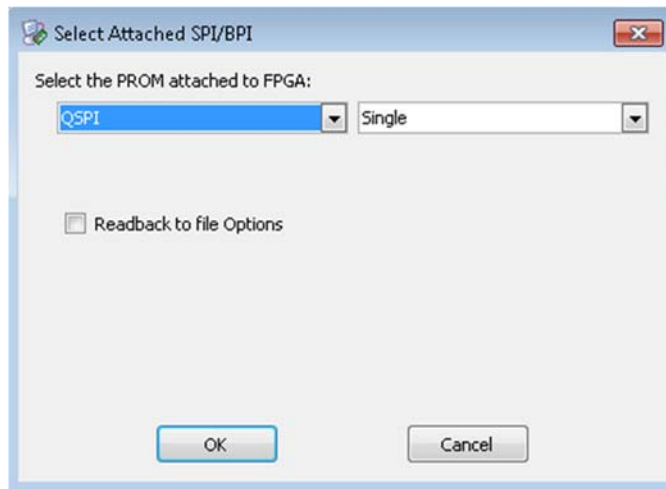 Select Attached SPI/BPI
Select the PROM attached to FPGA:
QSPI Single
Readback to file Options
OK Cancel